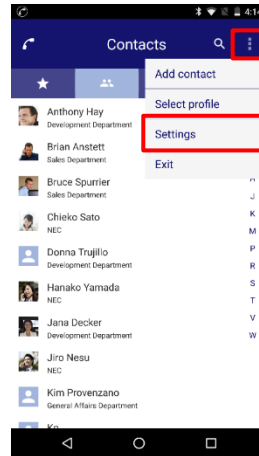 4:14
Contacts
Add contact
Select profile
Settings
Exit
Anthony Hay
Development Department
Brian Anstett
Sales Department
Bruce Spurrier
Sales Department
Chieko Sato
NEC
Donna Trujillo
Development Department
Hanako Yamada
NEC
Jana Decker
Development Department
Jiro Nesu
NEC
Kim Provenzano
General Affairs Department
H
J
K
M
P
R
S
T
V
W